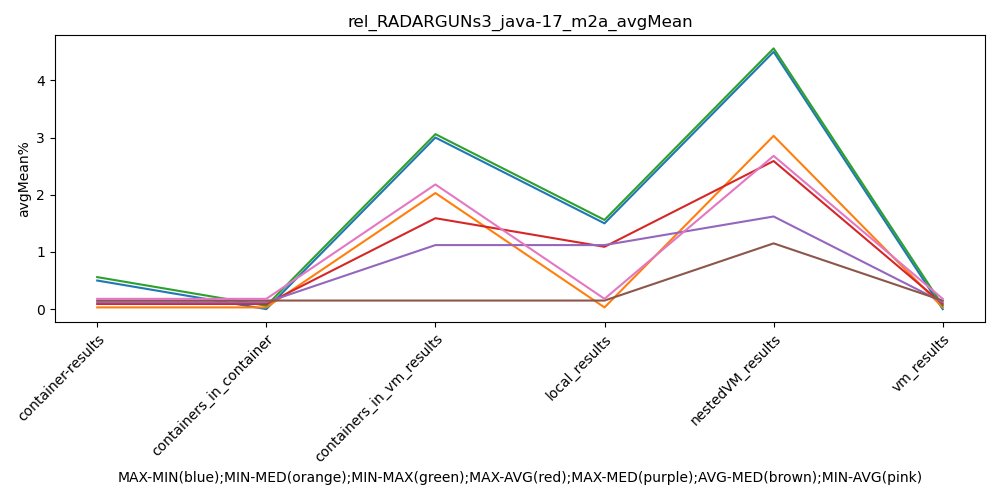 rel_RADARGUNs3_java-17_m2a_avgMean
avgMean%
4
3
2
1
0
container-results
containers_in_container
containers_in_vm_results
local_results
nestedVM_results
vm_results
MAX-MIN(blue);MIN-MED(orange);MIN-MAX(green);MAX-AVG(red);MAX-MED(purple);AVG-MED(brown);MIN-AVG(pink)